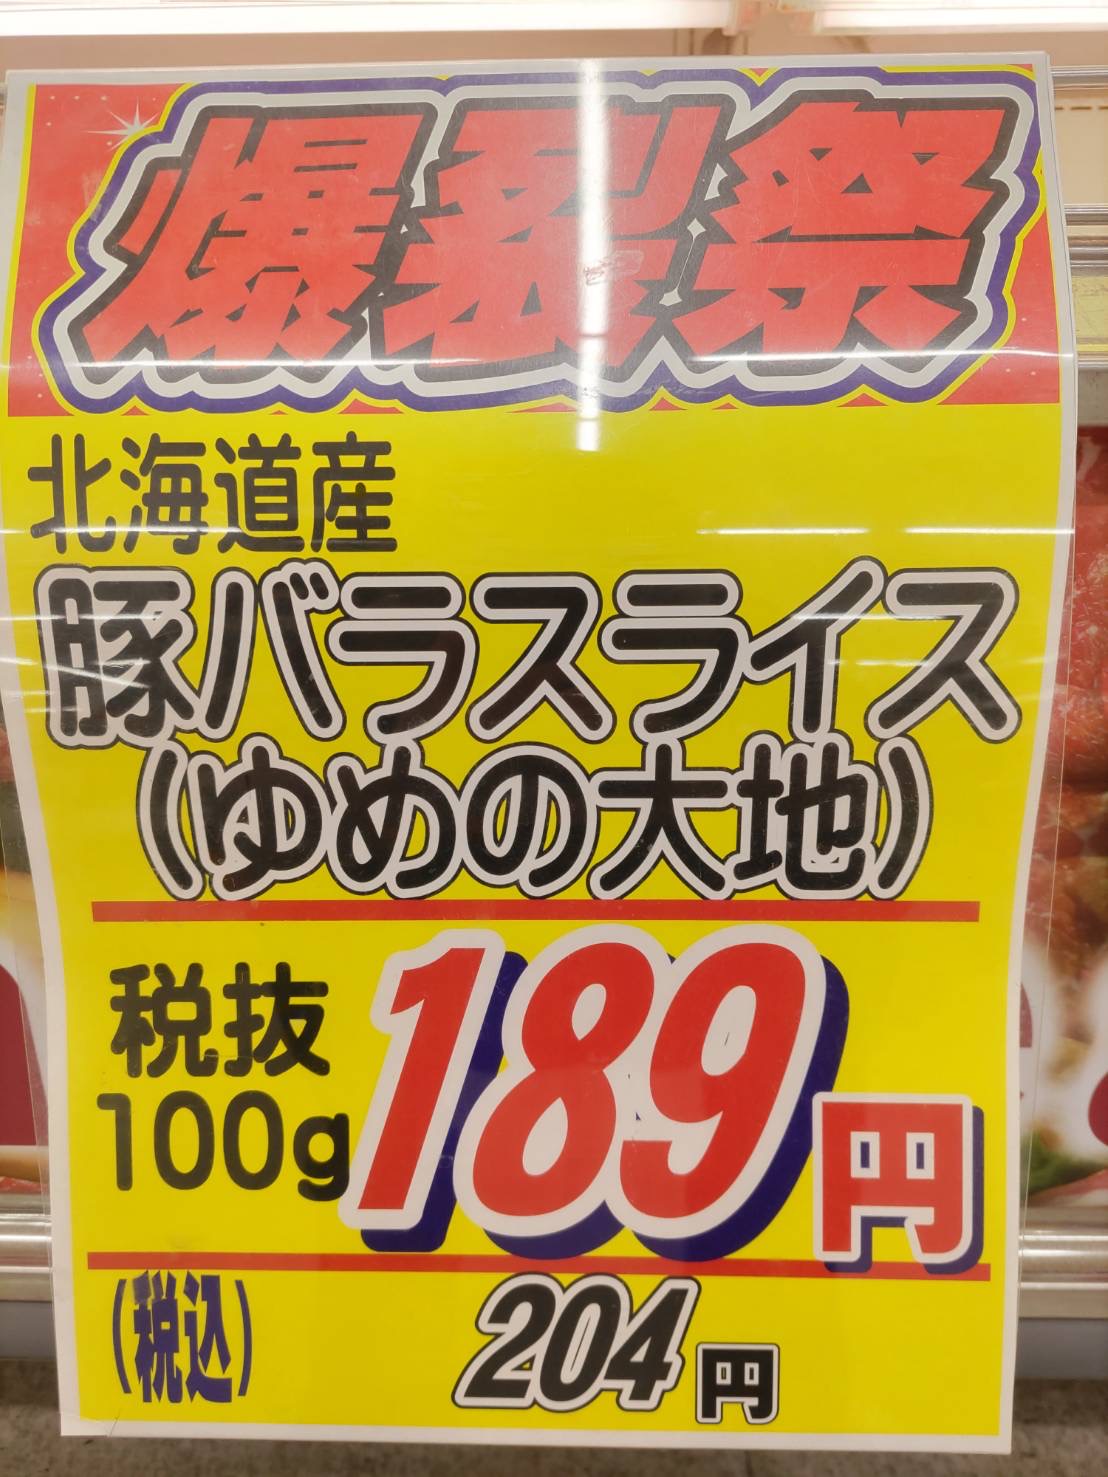 爆裂祭
北海道産
豚バラスライス
(ゆめの大地)
税抜
100g
189円
(税込)
204円